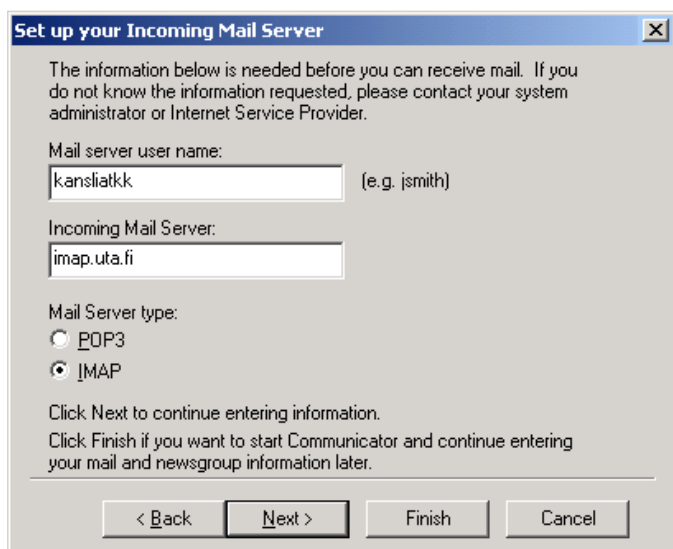 Set up your Incoming Mail Server
The information below is needed before you can receive mail. If you
do not know the information requested, please contact your system
administrator or Internet Service Provider.
Mail server user name:
kansliatkk (e.g. jsmith)
Incoming Mail Server:
imap.uta.fi
Mail Server type:
POP3
IMAP
Click Next to continue entering information.
Click Finish if you want to start Communicator and continue entering
your mail and newsgroup information later.
< Back Next > Finish Cancel